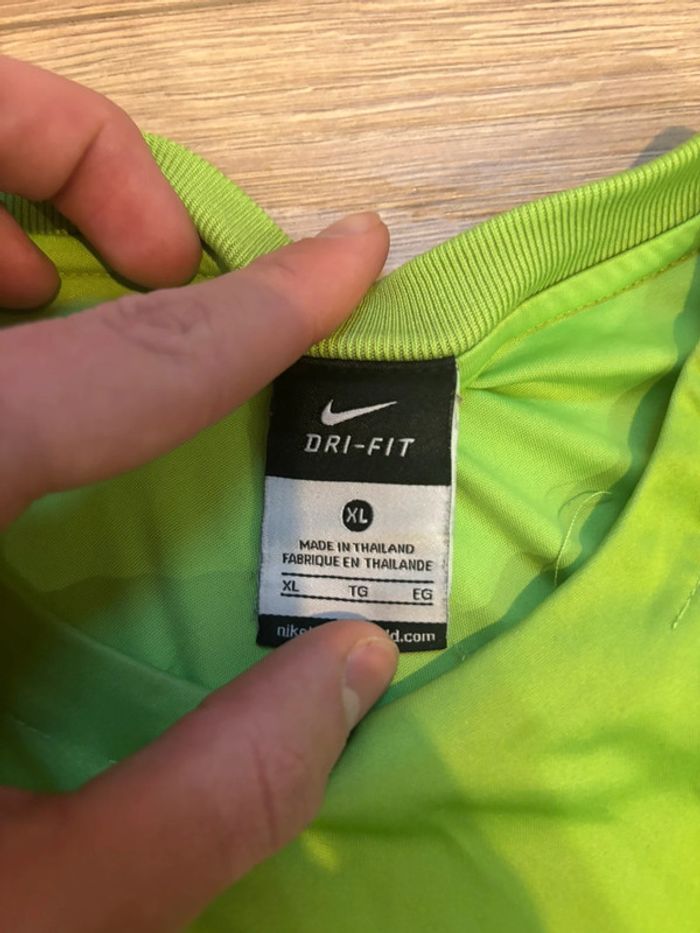 DRI-FIT
XL
MADE IN THAILAND
FABRIQUE EN THAILANDE
XL TG EG